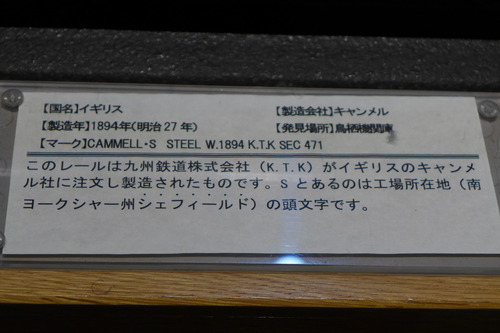 【国名】イギリス 【製造会社】キャンメル
【製造年】1894年(明治27年) 【発見場所】鳥栖機関庫
【マーク】CAMMELL・S STEEL W.1894 K.T.K SEC 471
このレールは九州鉄道株式会社（K.T.K）がイギリスのキャンメ
ル社に注文し製造されたものです。S とあるのは工場所在地（南
ヨークシャー州シェフィールド）の頭文字です。